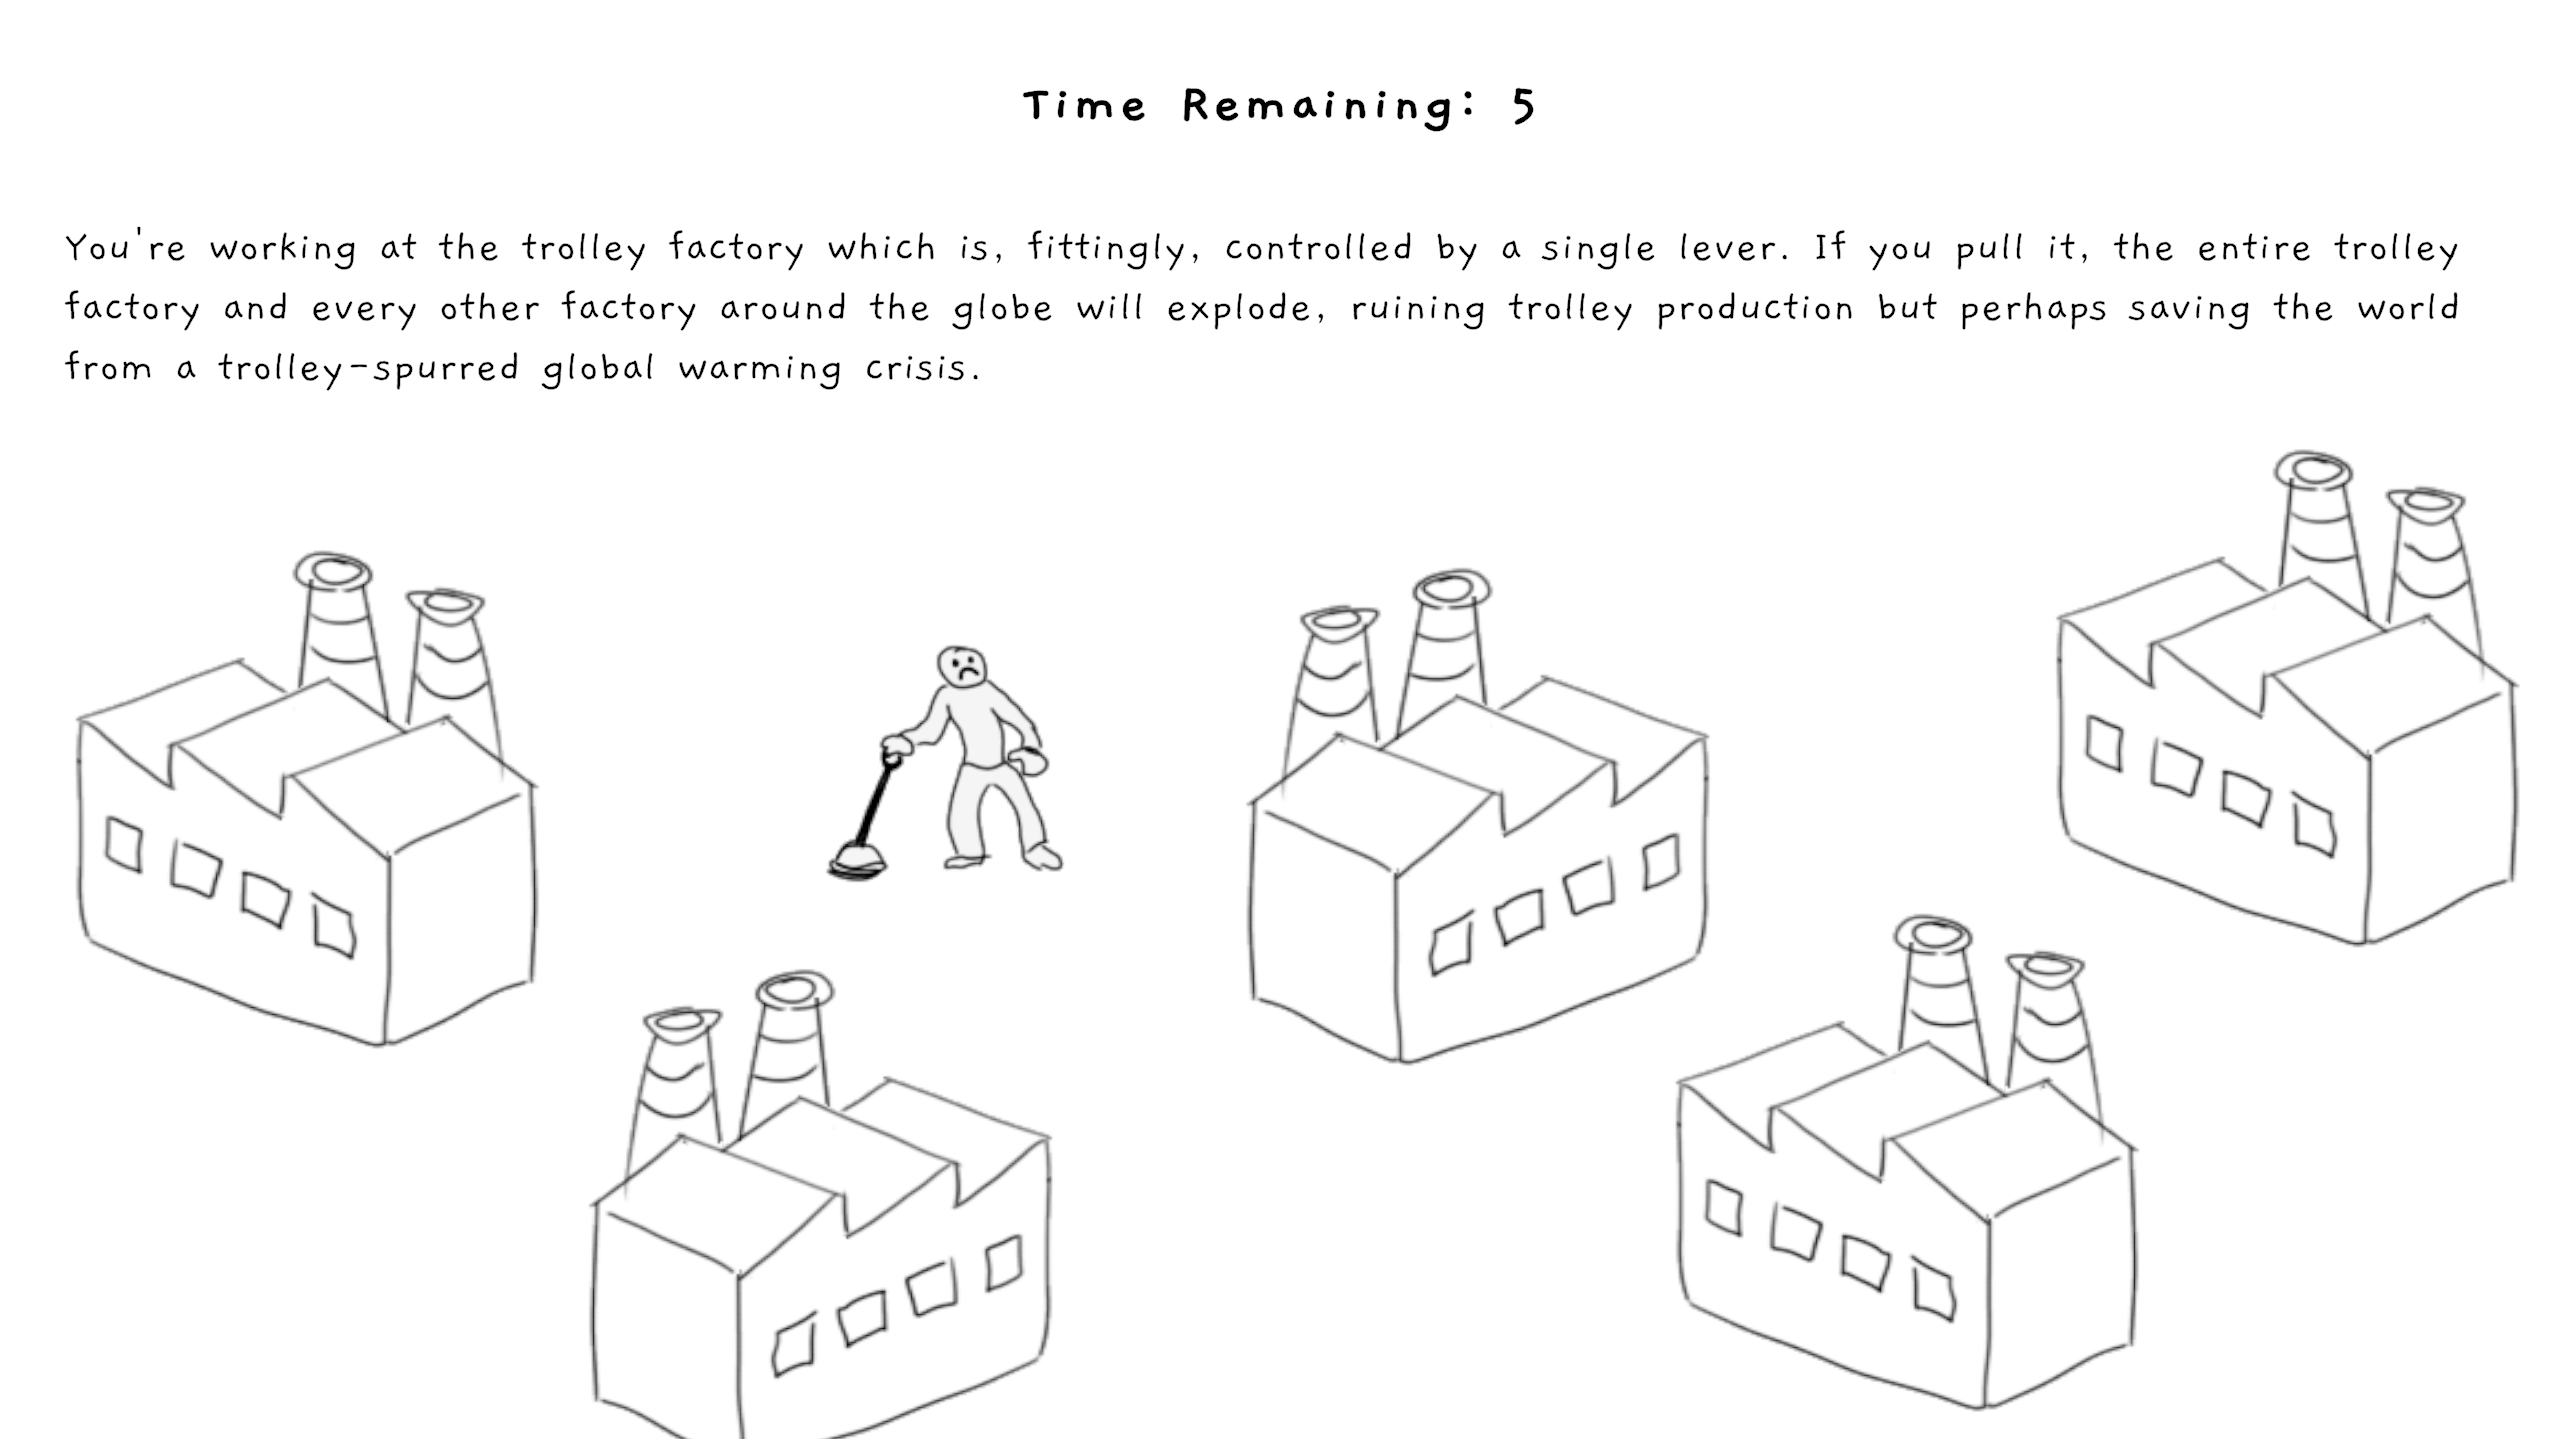 Time Remaining: 5
You're working at the trolley factory which is, fittingly, controlled by a single lever. If you pull it, the entire trolley
factory and every other factory around the globe will explode, ruining trolley production but perhaps saving the world
from a trolley-spurred global warming crisis.